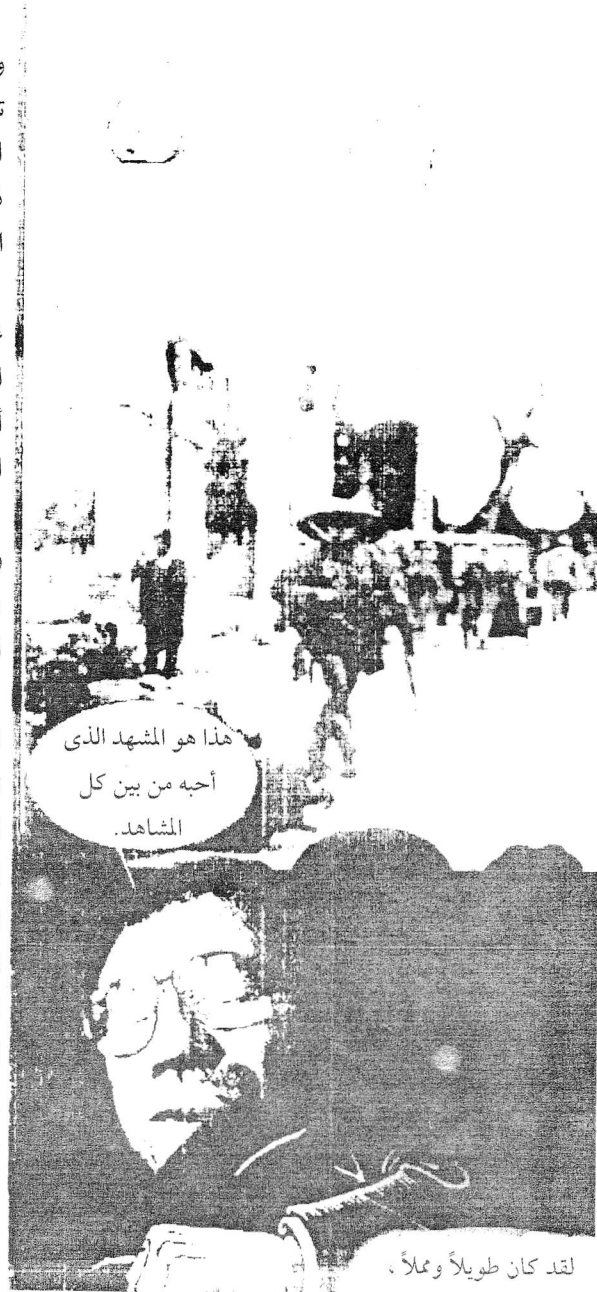 هذا هو المشهد الذى
أحبه من بين كل
المشاهد.
لقد كان طويلاً ومملاً ،